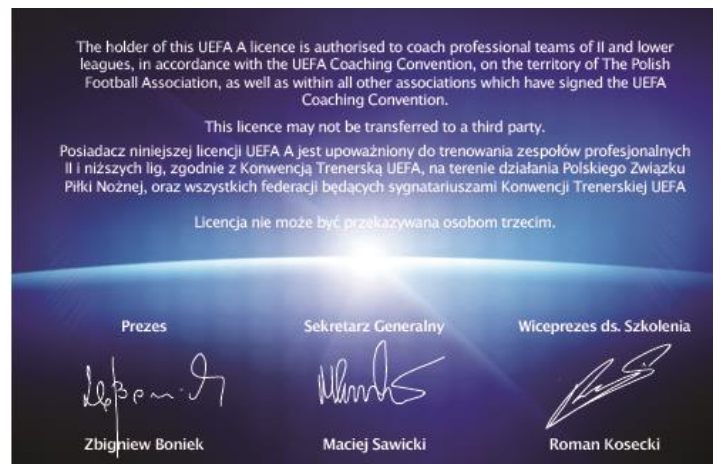 The holder of this UEFA A licence is authorised to coach professional teams of II and lower
leagues, in accordance with the UEFA Coaching Convention, on the territory of The Polish
Football Association, as well as within all other associations which have signed the UEFA
Coaching Convention.
This licence may not be transferred to a third party.
Posiadacz niniejszej licencji UEFA A jest upoważniony do trenowania zespołów profesjonalnych
II i niższych lig, zgodnie z Konwencją Trenerską UEFA, na terenie działania Polskiego Związku
Piłki Nożnej, oraz wszystkich federacji będących sygnatariuszami Konwencji Trenerskiej UEFA
Licencja nie może być przekazywana osobom trzecim.
Prezes Sekretarz Generalny Wiceprezes ds. Szkolenia
Zbigniew Boniek Maciej Sawicki Roman Kosecki